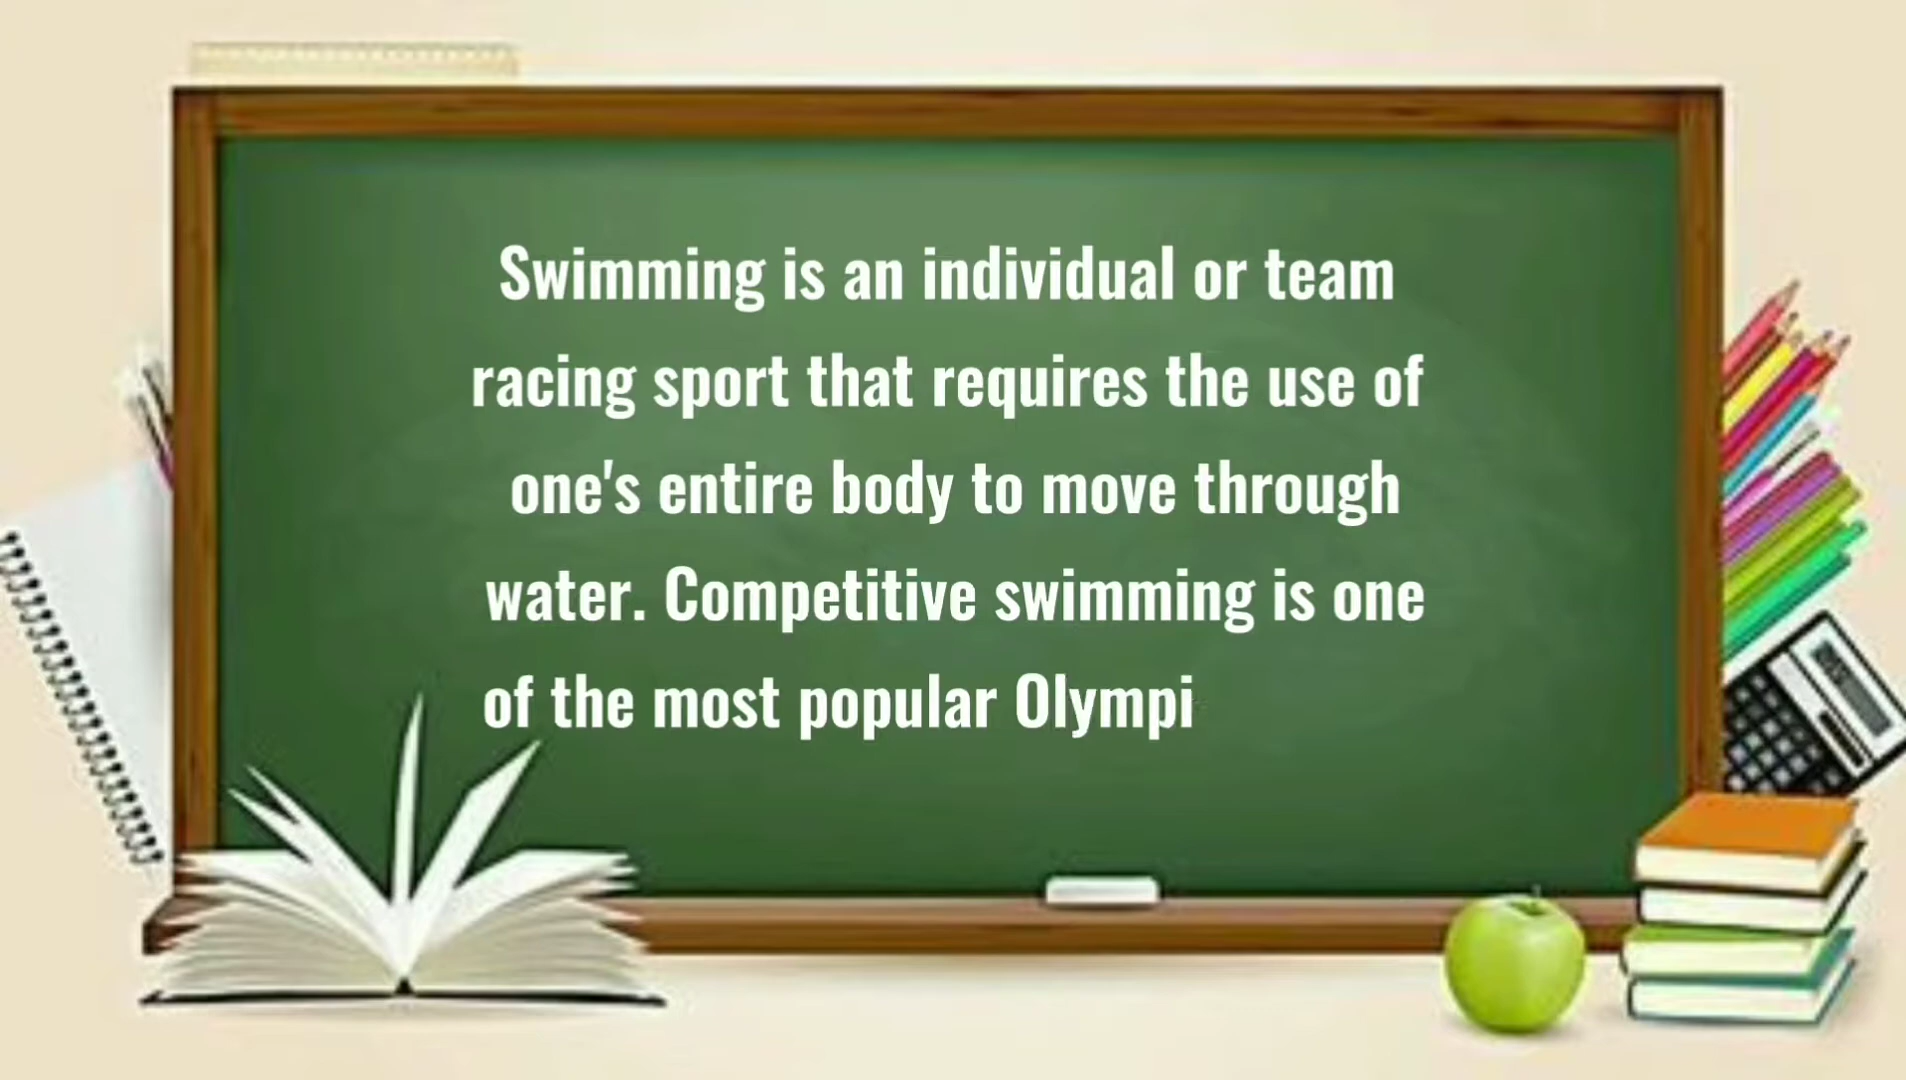 Swimming is an individual or team
racing sport that requires the use of
one's entire body to move through
water. Competitive swimming is one
of the most popular Olympi